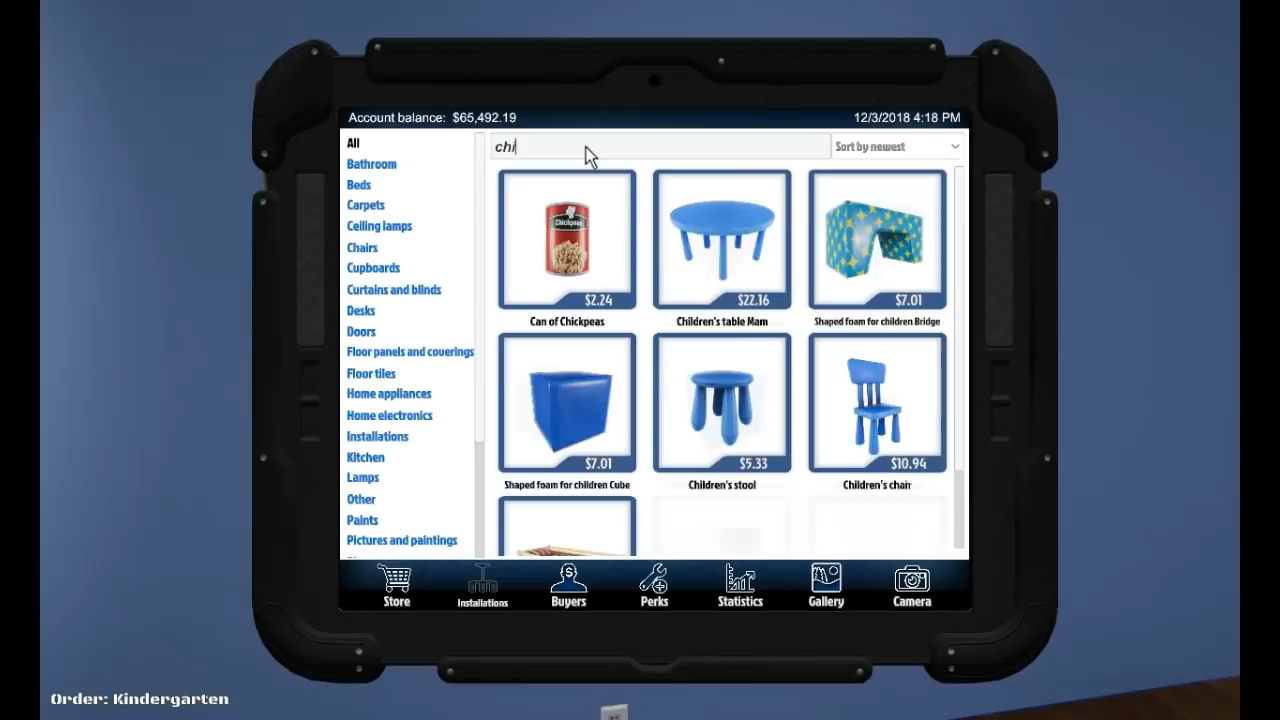 Account balance: $65,492.19
12/3/2018 4:18 PM
All
Bathroom
Beds
Carpets
Ceiling lamps
Chairs
Cupboards
Curtains and blinds
Desks
Doors
Floor panels and coverings
Floor tiles
Home appliances
Home electronics
Installations
Kitchen
Lamps
Other
Paints
Pictures and paintings
chi
Sort by newest
Chickpeas
$2.24
$22.16
$7.01
Can of Chickpeas
Children's table Mam
Shaped foam for children Bridge
$7.01
$5.33
$10.94
Shaped foam for children Cube
Children's stool
Children's chair
Store
Installations
Buyers
Perks
Statistics
Gallery
Camera
Order: Kindergarten